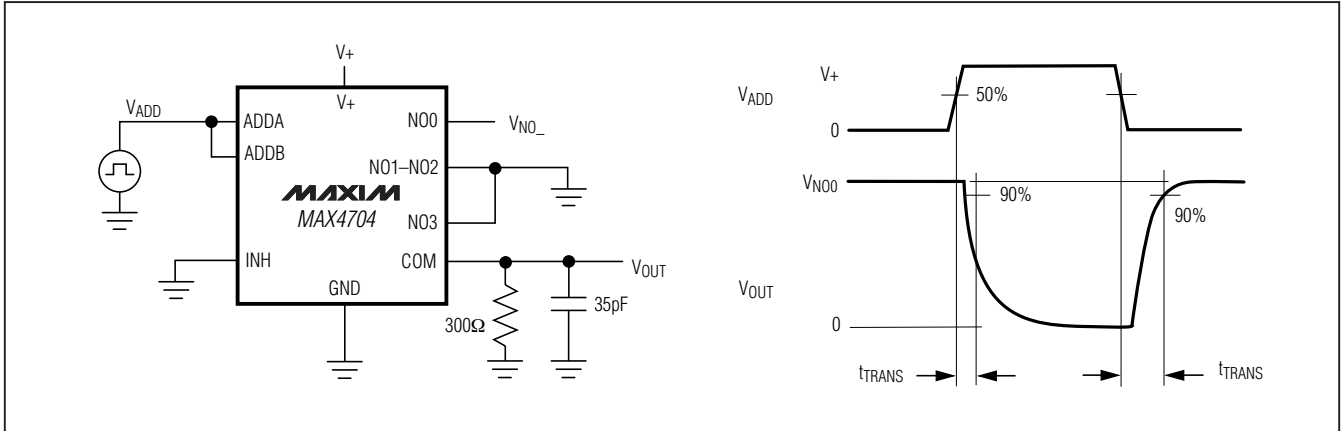 V+
V+
VADD
ADDA
ADDB
NO0
VNO_
NO1–NO2
MAXIM
MAX4704
NO3
INH
COM
VOUT
GND
300Ω
35pF
VADD
V+
50%
0
VNO0
90%
90%
VOUT
0
tTRANS
tTRANS